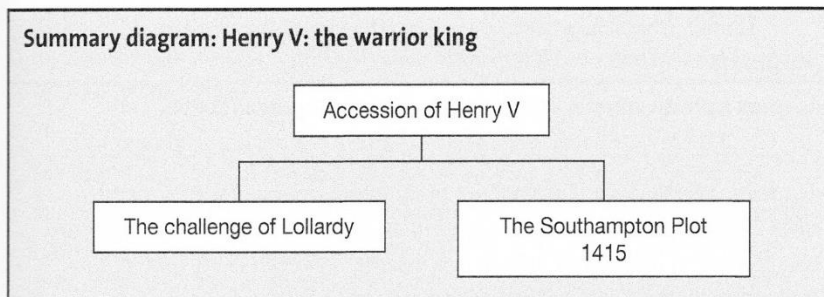 Summary diagram: Henry V: the warrior king
Accession of Henry V
The challenge of Lollardy
The Southampton Plot
1415